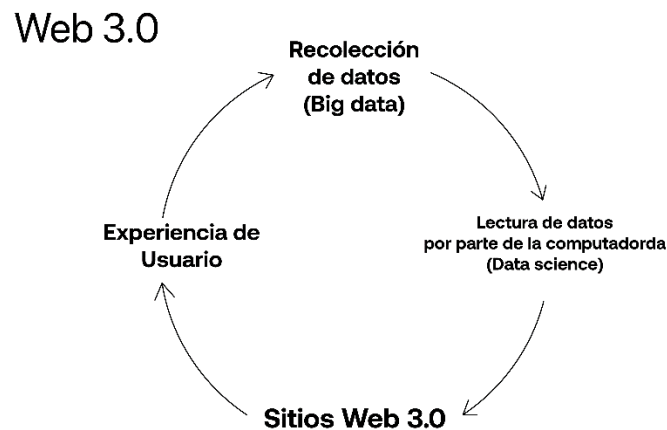 Web 3.0
Recolección
de datos
(Big data)
Lectura de datos
por parte de la computadorda
(Data science)
Experiencia de
Usuario
Sitios Web 3.0